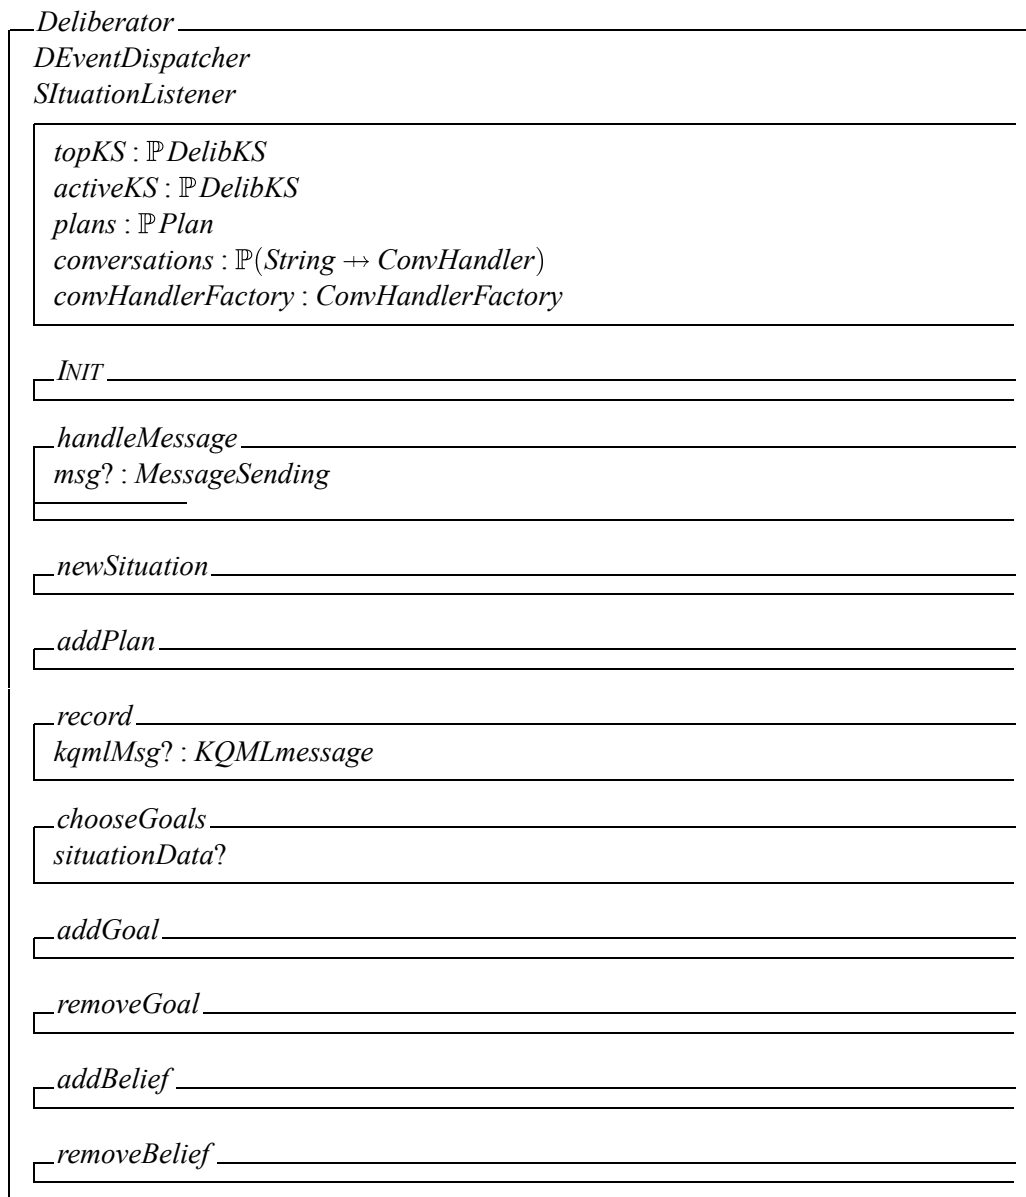 Deliberator
DEventDispatcher
SItuationListener
topKS : ℙ DelibKS
activeKS : ℙ DelibKS
plans : ℙ Plan
conversations : ℙ(String ⇸ ConvHandler)
convHandlerFactory : ConvHandlerFactory
INIT
handleMessage
msg? : MessageSending
newSituation
addPlan
record
kqmlMsg? : KQMLmessage
chooseGoals
situationData?
addGoal
removeGoal
addBelief
removeBelief